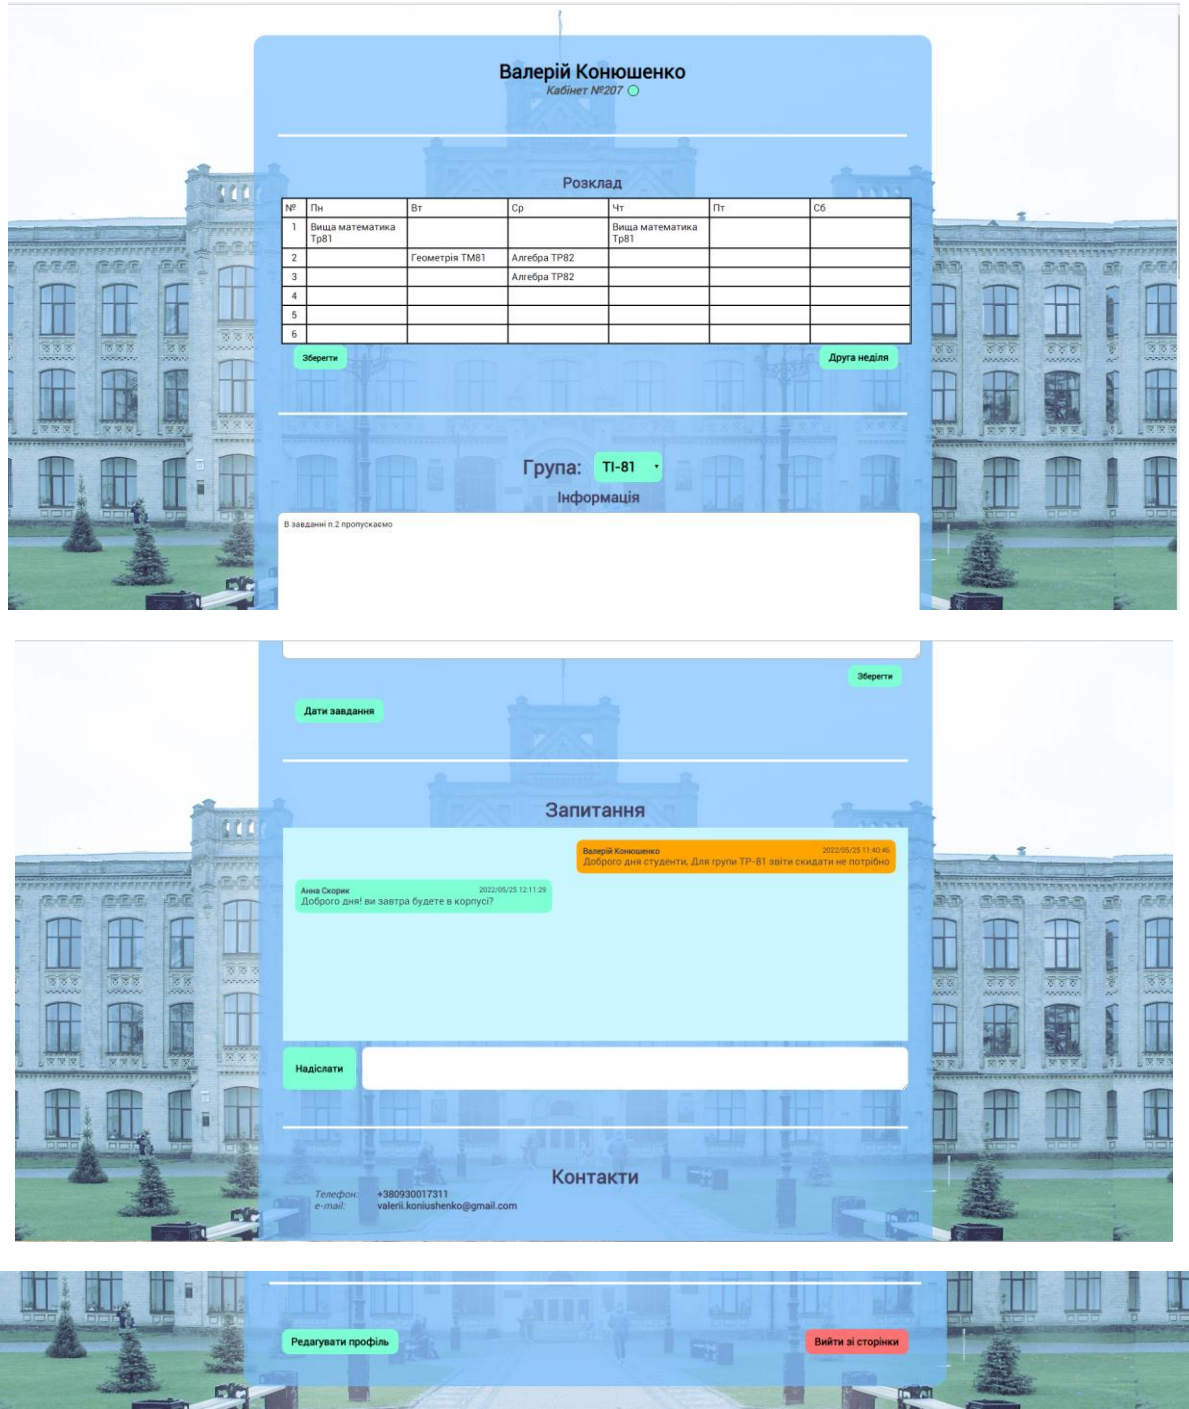 Валерій Конюшенко
Кабінет №207
Розклад
№ Пн Вт Ср Чт Пт Сб
1 Вища математика Тр81 Вища математика Тр81
2 Геометрія ТМ81 Алгебра ТР82
3 Алгебра ТР82
4
5
6
Зберегти Друга неділя
Група: ТІ-81
Інформація
В завданні п.2 пропускаємо
Зберегти
Дати завдання
Запитання
Валерій Конюшенко 2022/05/25 11:40:46
Доброго дня студенти, Для групи ТР-81 звіти скидати не потрібно
Анна Скорик 2022/05/25 12:11:29
Доброго дня! ви завтра будете в корпусі?
Надіслати
Контакти
Телефон: +380930017311
e-mail: valerii.koniushenko@gmail.com
Редагувати профіль Вийти зі сторінки